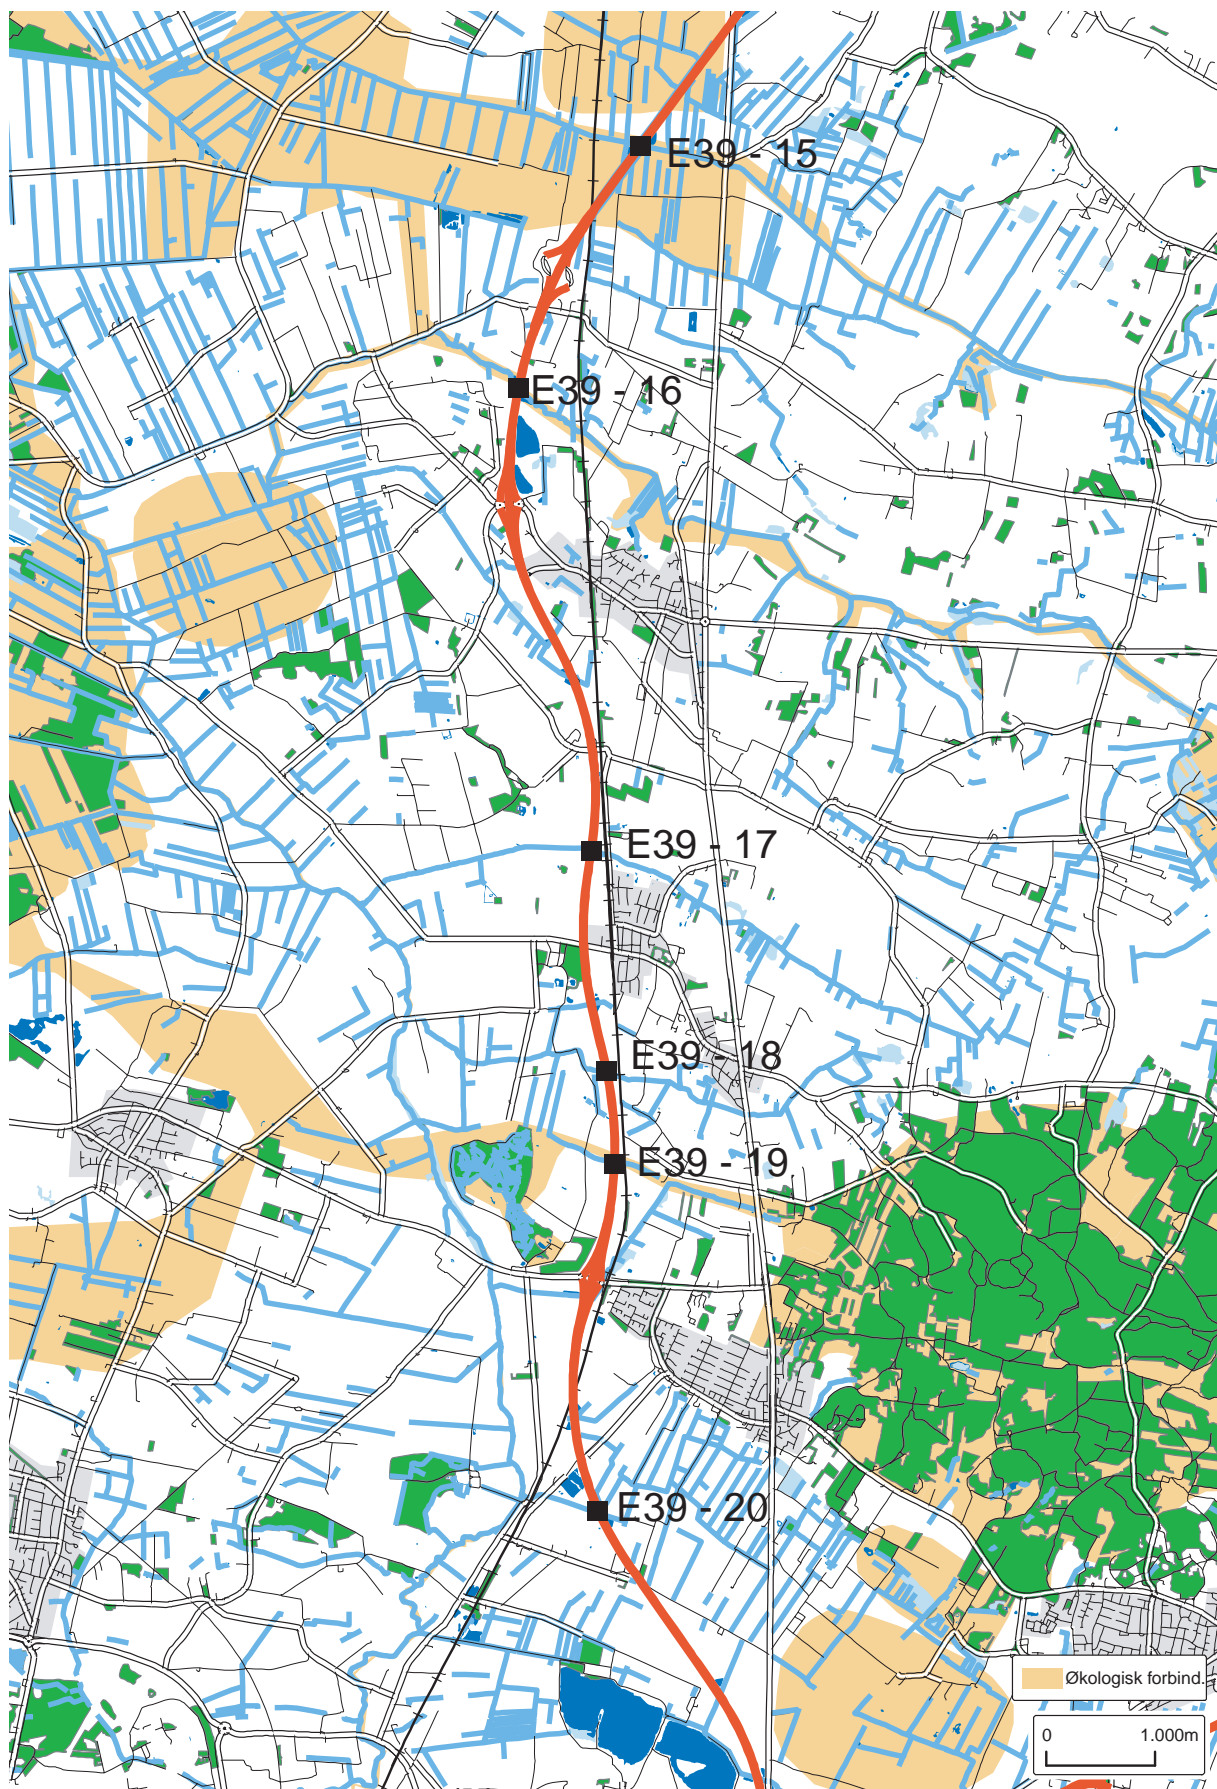 E39 - 15
E39 - 16
E39 - 17
E39 - 18
E39 - 19
E39 - 20
Økologisk forbind.
0 1.000m